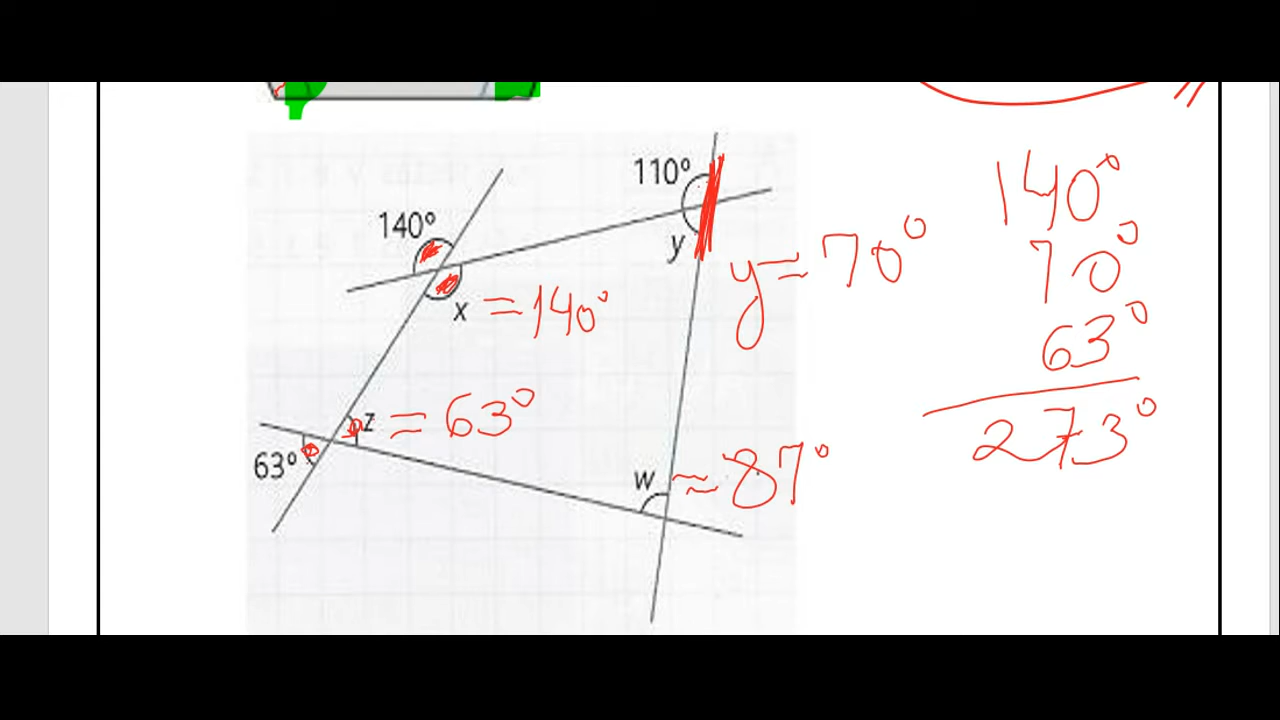 110°
140°
y
y = 70°
x = 140°
z = 63°
63°
w = 87°
140°
70°
63°
273°